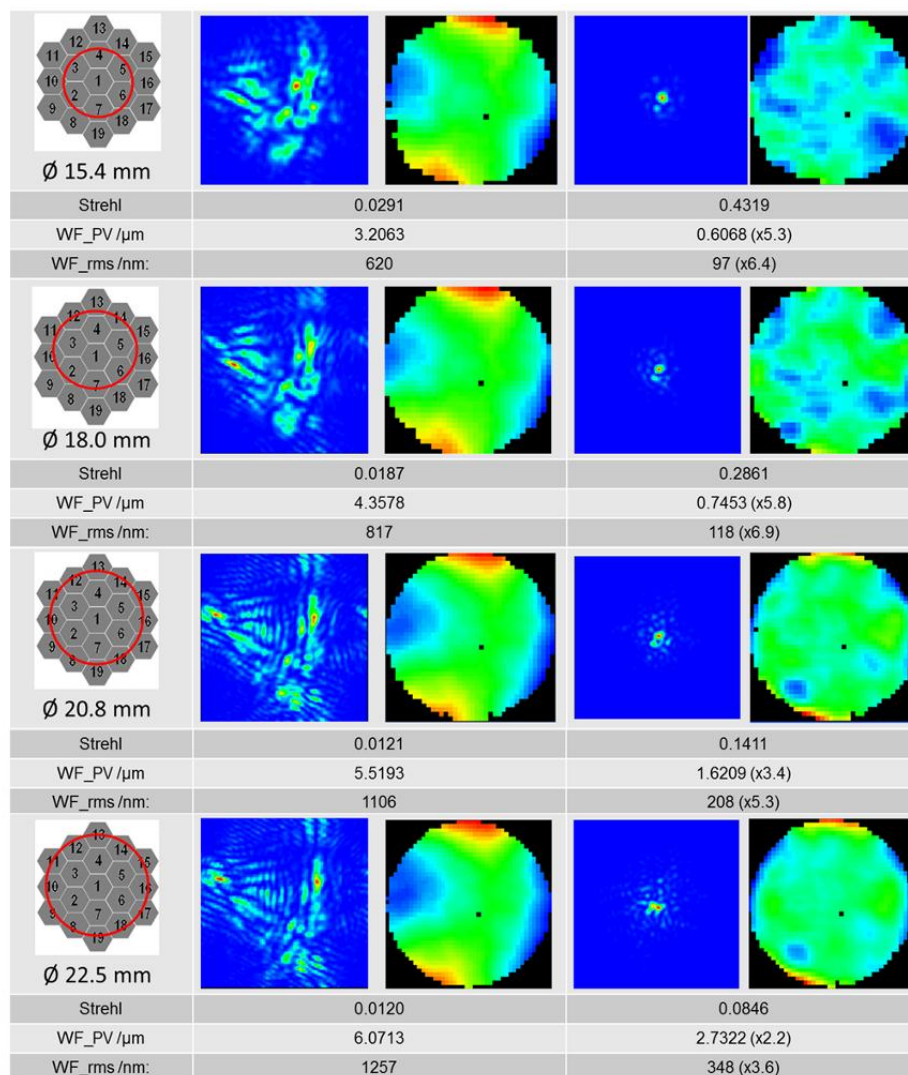 13
12 14
11 15
3 4 5
10 1 16
2 6
9 7 17
8 18
19
Ø 15.4 mm
Strehl 0.0291 0.4319
WF_PV /µm 3.2063 0.6068 (x5.3)
WF_rms /nm: 620 97 (x6.4)
13
12 14
11 4 15
3 5
10 1 16
2 6
9 7 17
8 18
19
Ø 18.0 mm
Strehl 0.0187 0.2861
WF_PV /µm 4.3578 0.7453 (x5.8)
WF_rms /nm: 817 118 (x6.9)
13
12 14
11 4 15
3 5
10 1 16
2 6
9 7 17
8 18
19
Ø 20.8 mm
Strehl 0.0121 0.1411
WF_PV /µm 5.5193 1.6209 (x3.4)
WF_rms /nm: 1106 208 (x5.3)
13
12 14
11 4 15
3 5
10 1 16
2 6
9 7 17
8 18
19
Ø 22.5 mm
Strehl 0.0120 0.0846
WF_PV /µm 6.0713 2.7322 (x2.2)
WF_rms /nm: 1257 348 (x3.6)